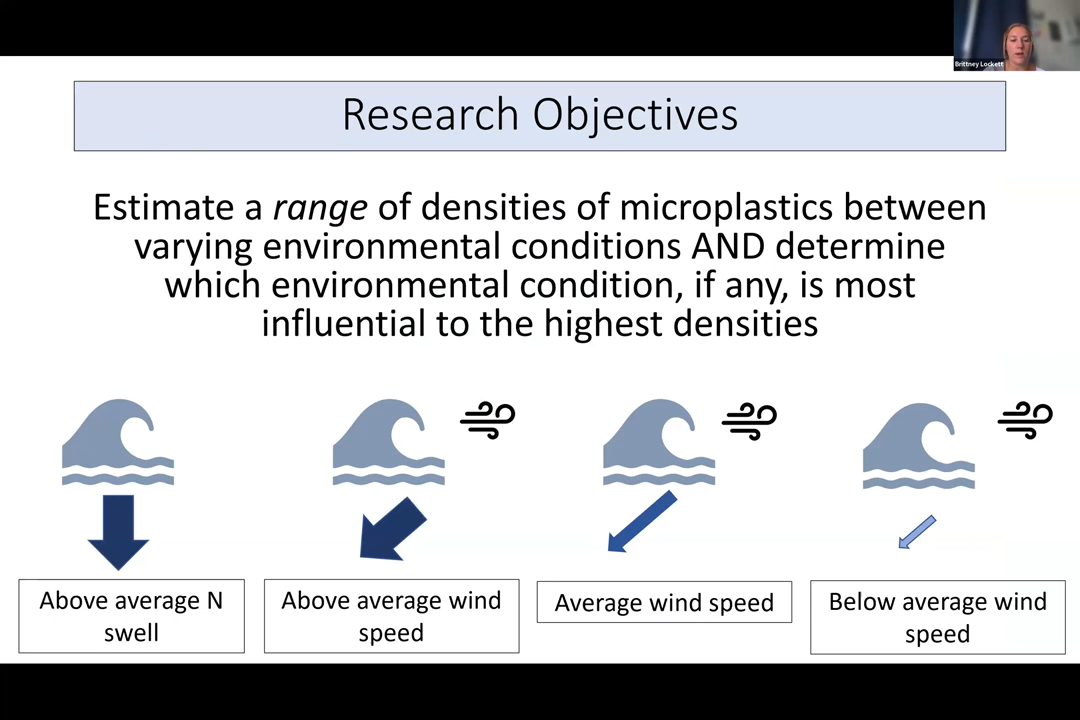 Brittney Lockett
Research Objectives
Estimate a range of densities of microplastics between
varying environmental conditions AND determine
which environmental condition, if any, is most
influential to the highest densities
Above average N
swell
Above average wind
speed
Average wind speed
Below average wind
speed